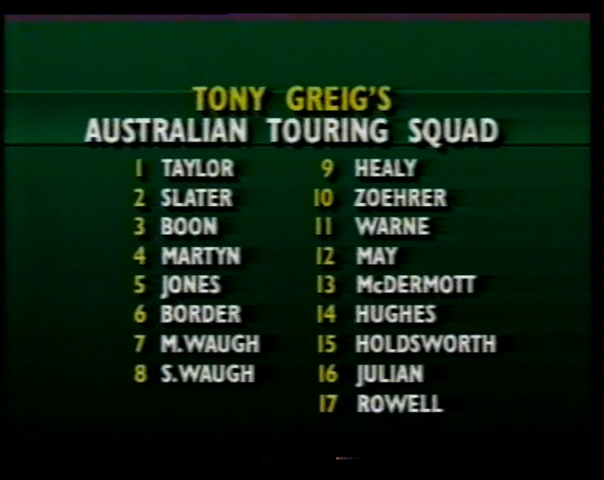 TONY GREIG'S
AUSTRALIAN TOURING SQUAD
1 TAYLOR
2 SLATER
3 BOON
4 MARTYN
5 JONES
6 BORDER
7 M.WAUGH
8 S.WAUGH
9 HEALY
10 ZOEHRER
11 WARNE
12 MAY
13 McDERMOTT
14 HUGHES
15 HOLDSWORTH
16 JULIAN
17 ROWELL